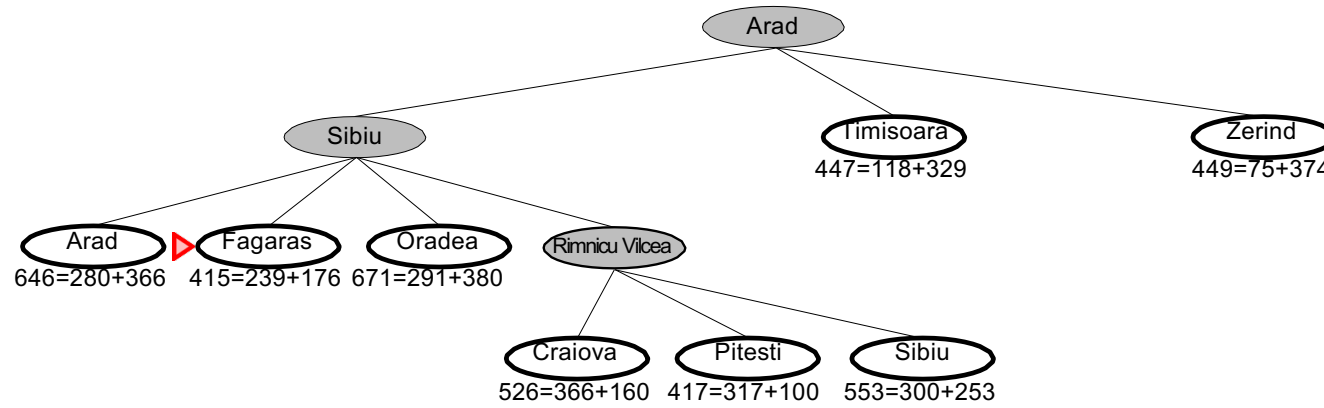 Arad
Sibiu
Timisoara
Zerind
447=118+329
449=75+374
Arad
Fagaras
Oradea
Rimnicu Vilcea
646=280+366
415=239+176
671=291+380
Craiova
Pitesti
Sibiu
526=366+160
417=317+100
553=300+253